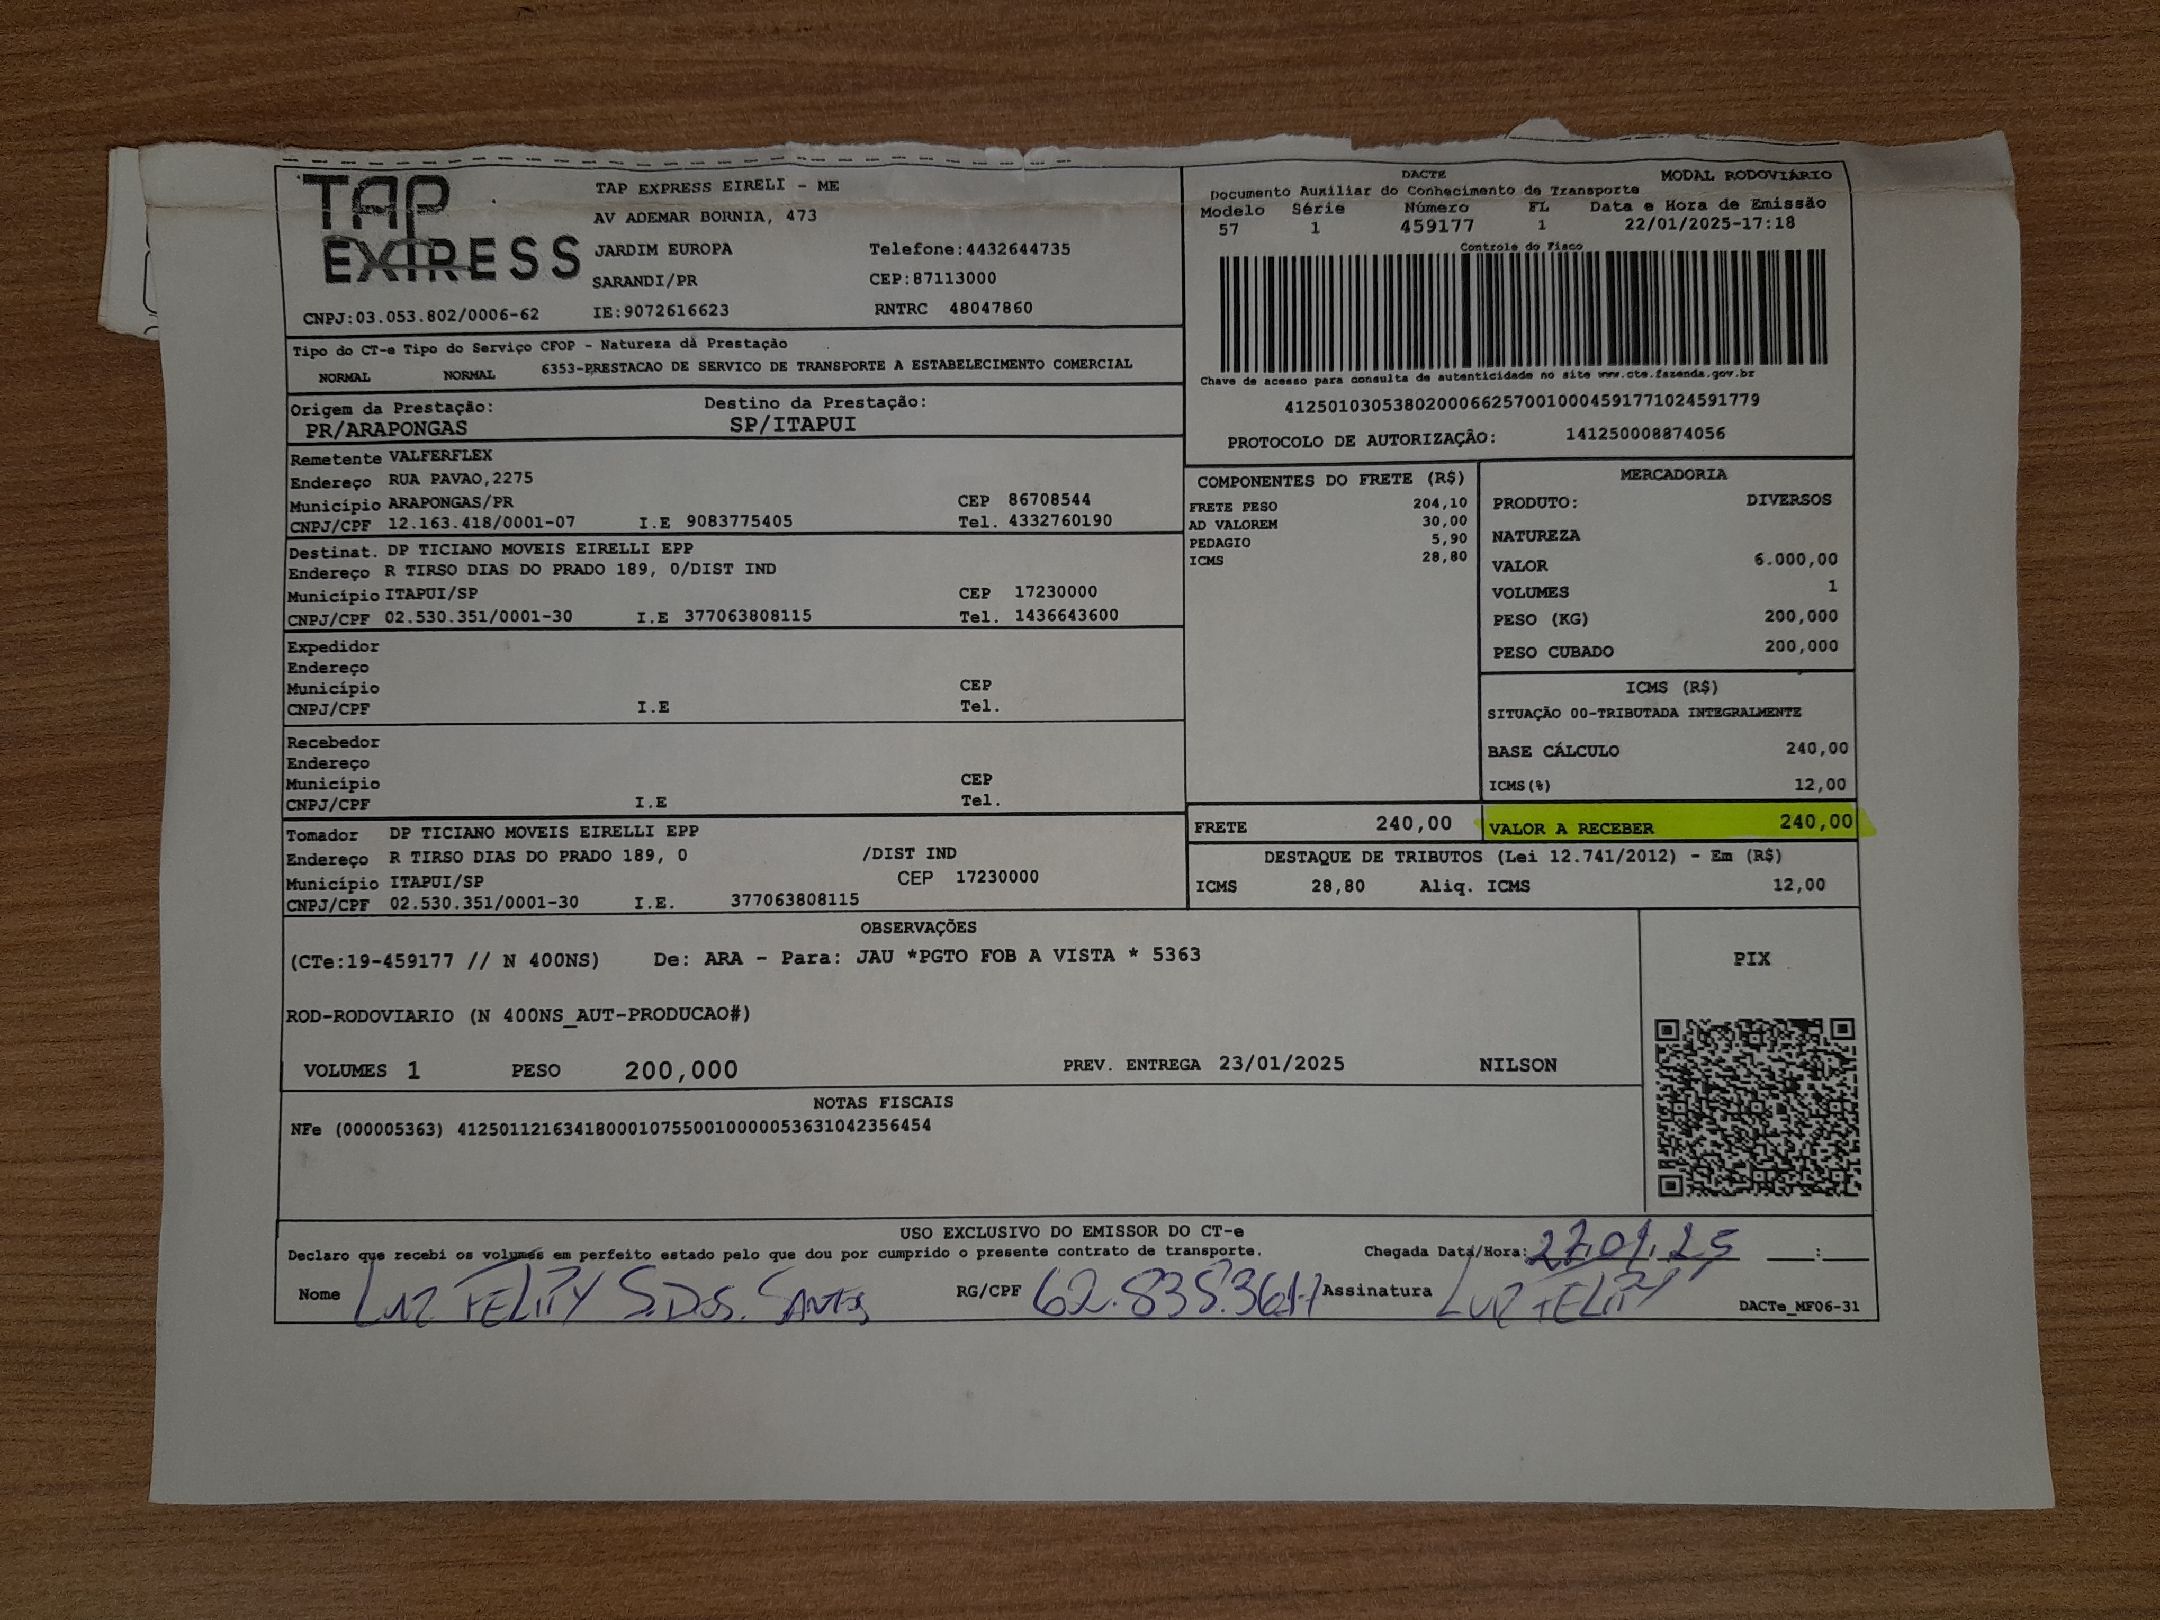 TAP
EXPRESS
TAP EXPRESS EIRELI - ME
AV ADEMAR BORNIA, 473
JARDIM EUROPA Telefone:4432644735
SARANDI/PR CEP:87113000
CNPJ:03.053.802/0006-62 IE:9072616623 RNTRC 48047860
DACTE MODAL RODOVIÁRIO
Documento Auxiliar do Conhecimento de Transporte
Modelo Série Número FL Data e Hora de Emissão
57 1 459177 1 22/01/2025-17:18
Controle do Fisco
Chave de acesso para consulta de autenticidade no site www.cte.fazenda.gov.br
41250103053802000662570010004591771024591779
PROTOCOLO DE AUTORIZAÇÃO: 141250008874056
Tipo do CT-e Tipo do Serviço CFOP - Natureza da Prestação
NORMAL NORMAL 6353-PRESTACAO DE SERVICO DE TRANSPORTE A ESTABELECIMENTO COMERCIAL
Origem da Prestação: Destino da Prestação:
PR/ARAPONGAS SP/ITAPUI
Remetente VALFERFLEX
Endereço RUA PAVAO,2275
Município ARAPONGAS/PR CEP 86708544
CNPJ/CPF 12.163.418/0001-07 I.E 9083775405 Tel. 4332760190
Destinat. DP TICIANO MOVEIS EIRELLI EPP
Endereço R TIRSO DIAS DO PRADO 189, 0/DIST IND
Município ITAPUI/SP CEP 17230000
CNPJ/CPF 02.530.351/0001-30 I.E 377063808115 Tel. 1436643600
Expedidor
Endereço
Município CEP
CNPJ/CPF I.E Tel.
Recebedor
Endereço
Município CEP
CNPJ/CPF I.E Tel.
Tomador DP TICIANO MOVEIS EIRELLI EPP
Endereço R TIRSO DIAS DO PRADO 189, 0 /DIST IND
Município ITAPUI/SP CEP 17230000
CNPJ/CPF 02.530.351/0001-30 I.E. 377063808115
COMPONENTES DO FRETE (R$)
FRETE PESO 204,10
AD VALOREM 30,00
PEDAGIO 5,90
ICMS 28,80
MERCADORIA
PRODUTO: DIVERSOS
NATUREZA
VALOR 6.000,00
VOLUMES 1
PESO (KG) 200,000
PESO CUBADO 200,000
ICMS (R$)
SITUAÇÃO 00-TRIBUTADA INTEGRALMENTE
BASE CÁLCULO 240,00
ICMS(%) 12,00
FRETE 240,00 VALOR A RECEBER 240,00
DESTAQUE DE TRIBUTOS (Lei 12.741/2012) - Em (R$)
ICMS 28,80 Aliq. ICMS 12,00
OBSERVAÇÕES
(CTe:19-459177 // N 400NS) De: ARA - Para: JAU *PGTO FOB A VISTA * 5363
ROD-RODOVIARIO (N 400NS_AUT-PRODUCAO#)
VOLUMES 1 PESO 200,000 PREV. ENTREGA 23/01/2025 NILSON
PIX
NOTAS FISCAIS
NFe (000005363) 41250112163418000107550010000053631042356454
USO EXCLUSIVO DO EMISSOR DO CT-e
Declaro que recebi os volumes em perfeito estado pelo que dou por cumprido o presente contrato de transporte. Chegada Data/Hora: 27.01.25 __:__
Nome Luiz Felipy S. Dos. Santos RG/CPF Assinatura Luiz Felipy
DACTe_MF06-31